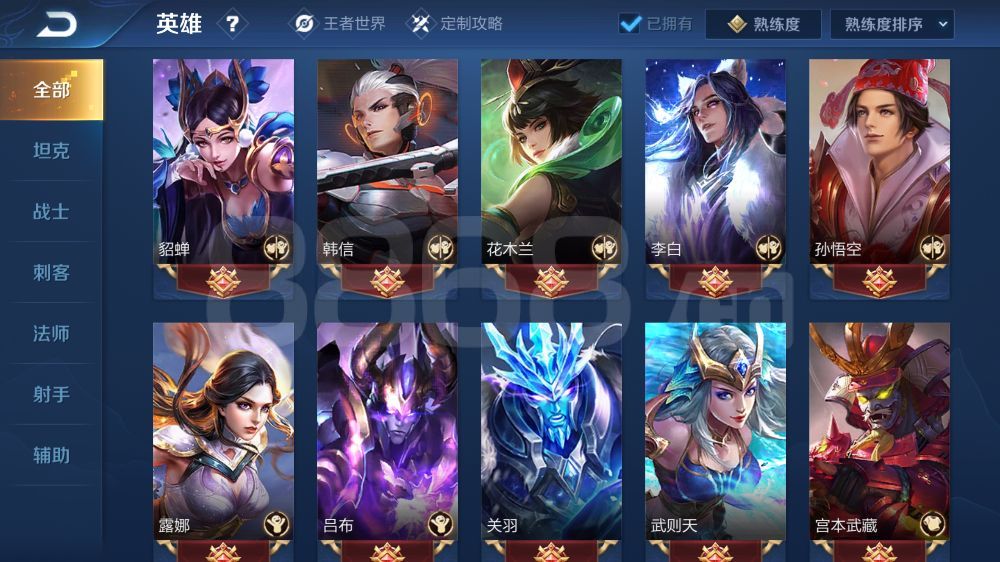 英雄 ? 王者世界 定制攻略 已拥有 熟练度 熟练度排序
全部
坦克
战士
刺客
法师
射手
辅助
貂蝉 韩信 花木兰 李白 孙悟空
露娜 吕布 关羽 武则天 宫本武藏